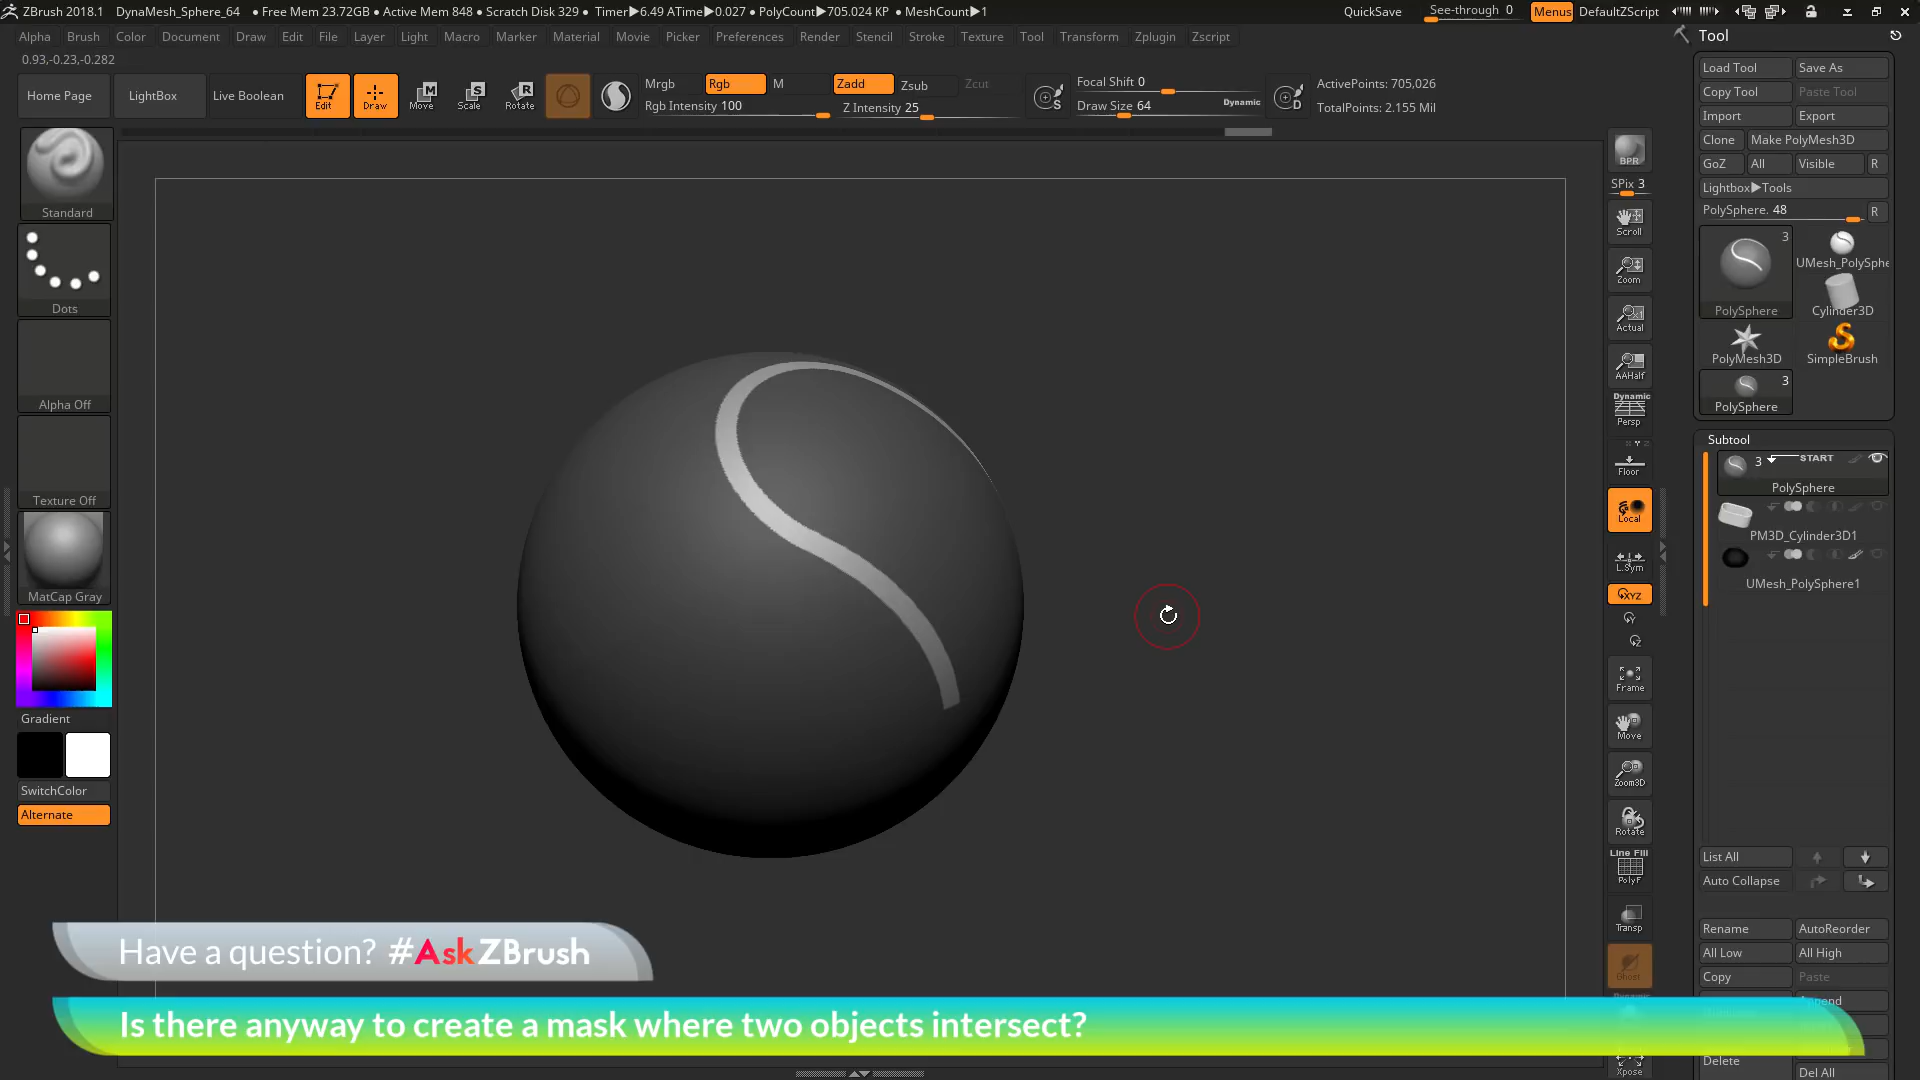 ZBrush 2018.1 DynaMesh_Sphere_64 • Free Mem 23.72GB • Active Mem 848 • Scratch Disk 329 • Timer▶6.49 ATime▶0.027 • PolyCount▶705.024 KP • MeshCount▶1 QuickSave See-through 0 Menus DefaultZScript
Alpha Brush Color Document Draw Edit File Layer Light Macro Marker Material Movie Picker Preferences Render Stencil Stroke Texture Tool Transform Zplugin Zscript
0.93,-0.23,-0.282
Home Page LightBox Live Boolean Edit Draw Move Scale Rotate
Mrgb Rgb M Zadd Zsub Zcut
Rgb Intensity 100 Z Intensity 25
Focal Shift 0
Draw Size 64 Dynamic
ActivePoints: 705,026
TotalPoints: 2.155 Mil
Standard
Dots
Alpha Off
Texture Off
MatCap Gray
Gradient
SwitchColor
Alternate
BPR
SPix 3
Scroll
Zoom
Actual
AAHalf
Dynamic
Persp
Floor
Local
L.Sym
XYZ
Y
Z
Frame
Move
Zoom3D
Rotate
Line Fill
PolyF
Transp
Ghost
Xpose
Tool
Load Tool Save As
Copy Tool Paste Tool
Import Export
Clone Make PolyMesh3D
GoZ All Visible R
Lightbox▶Tools
PolySphere. 48 R
3
PolySphere
UMesh_PolySphe
Cylinder3D
PolyMesh3D SimpleBrush
3
PolySphere
Subtool
3 START
PolySphere
PM3D_Cylinder3D1
UMesh_PolySphere1
List All
Auto Collapse
Rename AutoReorder
All Low All High
Copy Paste
Append
Delete
Del All
Have a question? #AskZBrush
Is there anyway to create a mask where two objects intersect?